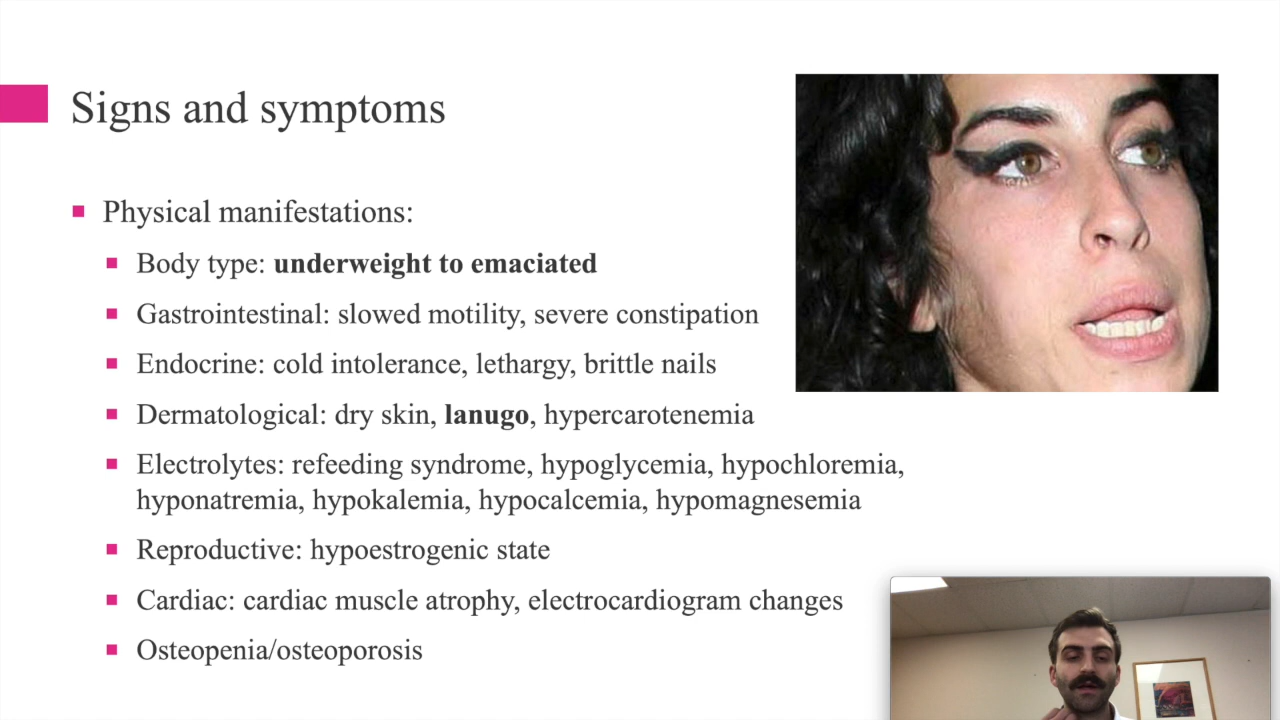 Signs and symptoms
Physical manifestations:
Body type: underweight to emaciated
Gastrointestinal: slowed motility, severe constipation
Endocrine: cold intolerance, lethargy, brittle nails
Dermatological: dry skin, lanugo, hypercarotenemia
Electrolytes: refeeding syndrome, hypoglycemia, hypochloremia,
hyponatremia, hypokalemia, hypocalcemia, hypomagnesemia
Reproductive: hypoestrogenic state
Cardiac: cardiac muscle atrophy, electrocardiogram changes
Osteopenia/osteoporosis